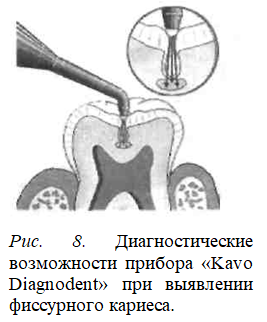 Рис. 8. Диагностические
возможности прибора «Kavo
Diagnodent» при выявлении
фиссурного кариеса.